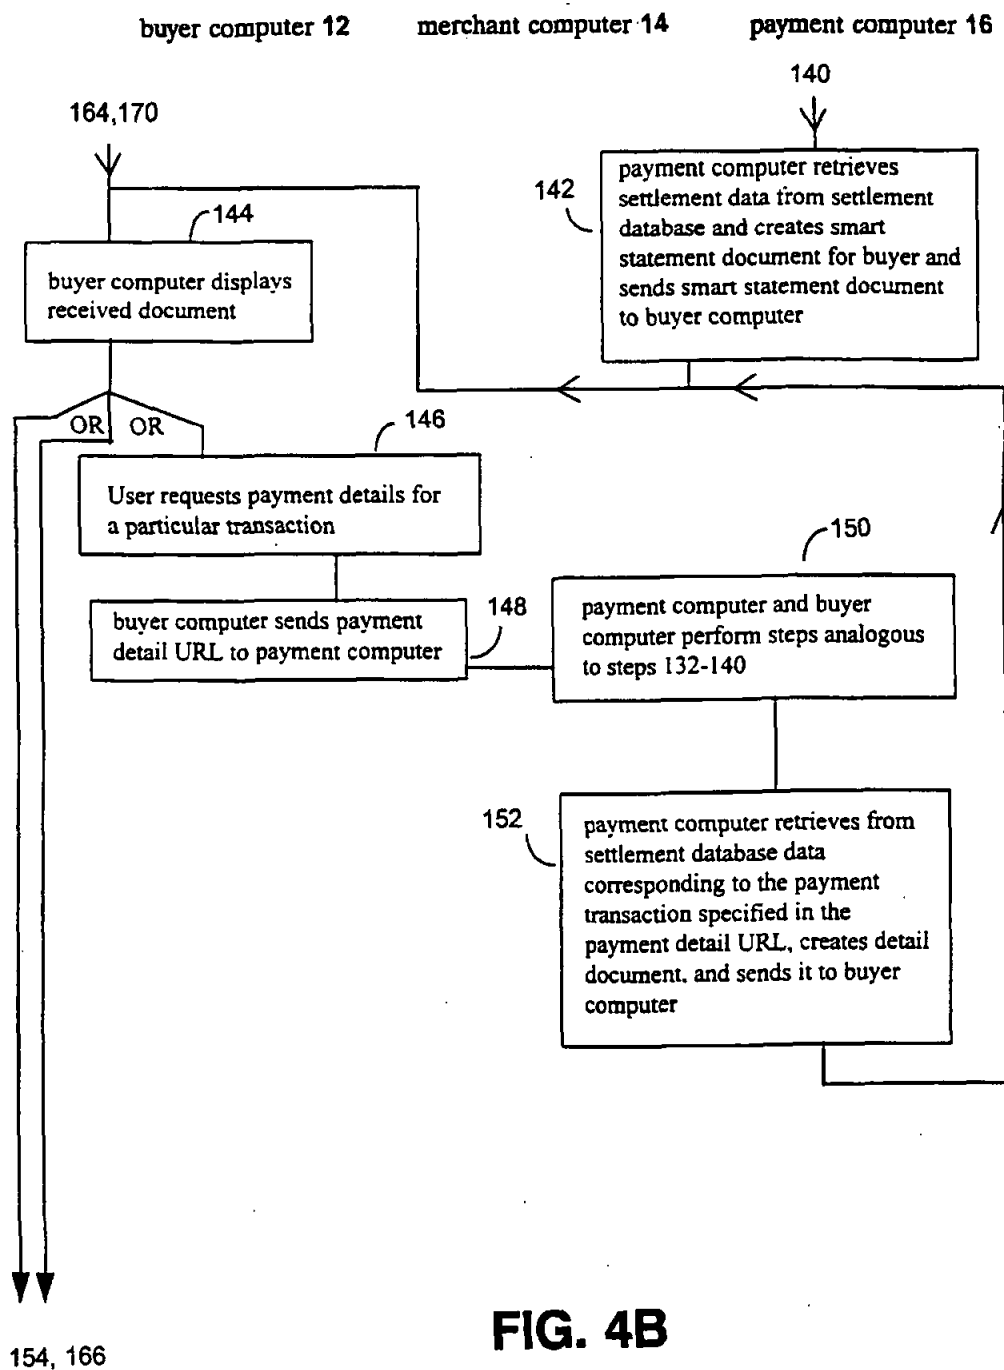 buyer computer 12 merchant computer 14 payment computer 16
140
164,170
payment computer retrieves
settlement data from settlement
database and creates smart
statement document for buyer and
sends smart statement document
to buyer computer
142
144
buyer computer displays
received document
OR OR
146
User requests payment details for
a particular transaction
150
buyer computer sends payment
detail URL to payment computer
148
payment computer and buyer
computer perform steps analogous
to steps 132-140
152
payment computer retrieves from
settlement database data
corresponding to the payment
transaction specified in the
payment detail URL, creates detail
document, and sends it to buyer
computer
FIG. 4B
154, 166